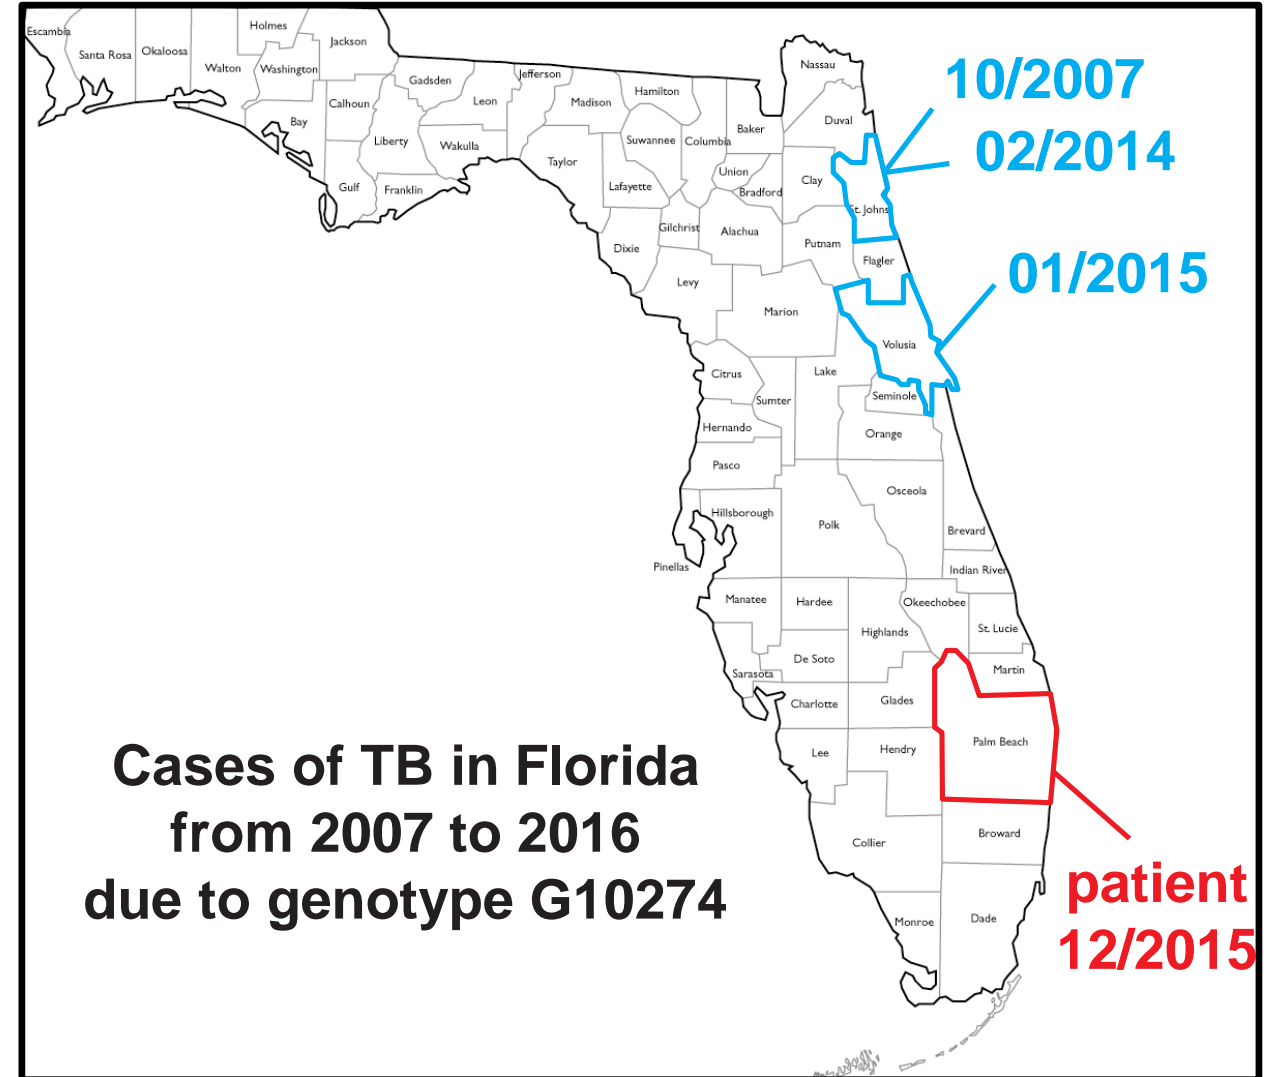 Escambia
Santa Rosa
Okaloosa
Walton
Holmes
Washington
Jackson
Bay
Calhoun
Gulf
Liberty
Franklin
Gadsden
Leon
Wakulla
Jefferson
Madison
Taylor
Hamilton
Suwannee
Lafayette
Columbia
Dixie
Gilchrist
Baker
Union
Bradford
Alachua
Levy
Nassau
Duval
Clay
St. Johns
Putnam
Flagler
Marion
Volusia
10/2007
02/2014
01/2015
Citrus
Sumter
Lake
Seminole
Hernando
Orange
Pasco
Osceola
Hillsborough
Polk
Brevard
Pinellas
Indian River
Manatee
Hardee
Okeechobee
Highlands
St. Lucie
Sarasota
De Soto
Martin
Charlotte
Glades
Lee
Hendry
Palm Beach
Collier
Broward
Monroe
Dade
Cases of TB in Florida
from 2007 to 2016
due to genotype G10274
patient
12/2015